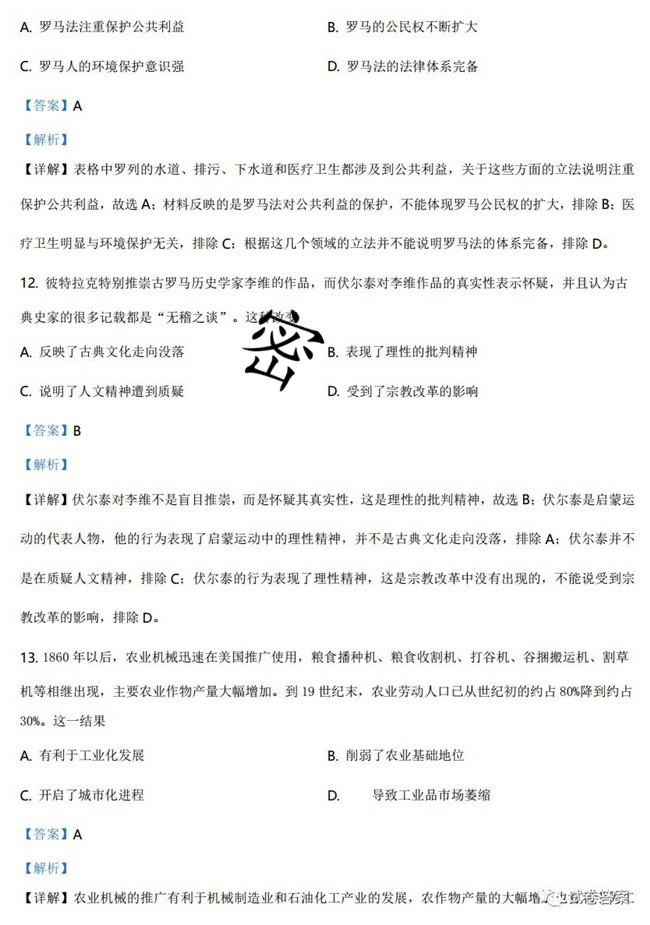 A. 罗马法注重保护公共利益 B. 罗马的公民权不断扩大
C. 罗马人的环境保护意识强 D. 罗马法的法律体系完备
【答案】A
【解析】
【详解】表格中罗列的水道、排污、下水道和医疗卫生都涉及到公共利益，关于这些方面的立法说明注重
保护公共利益，故选 A；材料反映的是罗马法对公共利益的保护，不能体现罗马公民权的扩大，排除 B；医
疗卫生明显与环境保护无关，排除 C；根据这几个领域的立法并不能说明罗马法的体系完备，排除 D。
12. 彼特拉克特别推崇古罗马历史学家李维的作品，而伏尔泰对李维作品的真实性表示怀疑，并且认为古
典史家的很多记载都是“无稽之谈”。这种改变
密
A. 反映了古典文化走向没落 B. 表现了理性的批判精神
C. 说明了人文精神遭到质疑 D. 受到了宗教改革的影响
【答案】B
【解析】
【详解】伏尔泰对李维不是盲目推崇，而是怀疑其真实性，这是理性的批判精神，故选 B；伏尔泰是启蒙运
动的代表人物，他的行为表现了启蒙运动中的理性精神，并不是古典文化走向没落，排除 A；伏尔泰并不
是在质疑人文精神，排除 C；伏尔泰的行为表现了理性精神，这是宗教改革中没有出现的，不能说受到宗
教改革的影响，排除 D。
13. 1860 年以后，农业机械迅速在美国推广使用，粮食播种机、粮食收割机、打谷机、谷捆搬运机、割草
机等相继出现，主要农业作物产量大幅增加。到 19 世纪末，农业劳动人口已从世纪初的约占 80%降到约占
30%。这一结果
A. 有利于工业化发展 B. 削弱了农业基础地位
C. 开启了城市化进程 D. 导致工业品市场萎缩
【答案】A
【解析】
【详解】农业机械的推广有利于机械制造业和石油化工产业的发展，农作物产量的大幅增
试卷答案